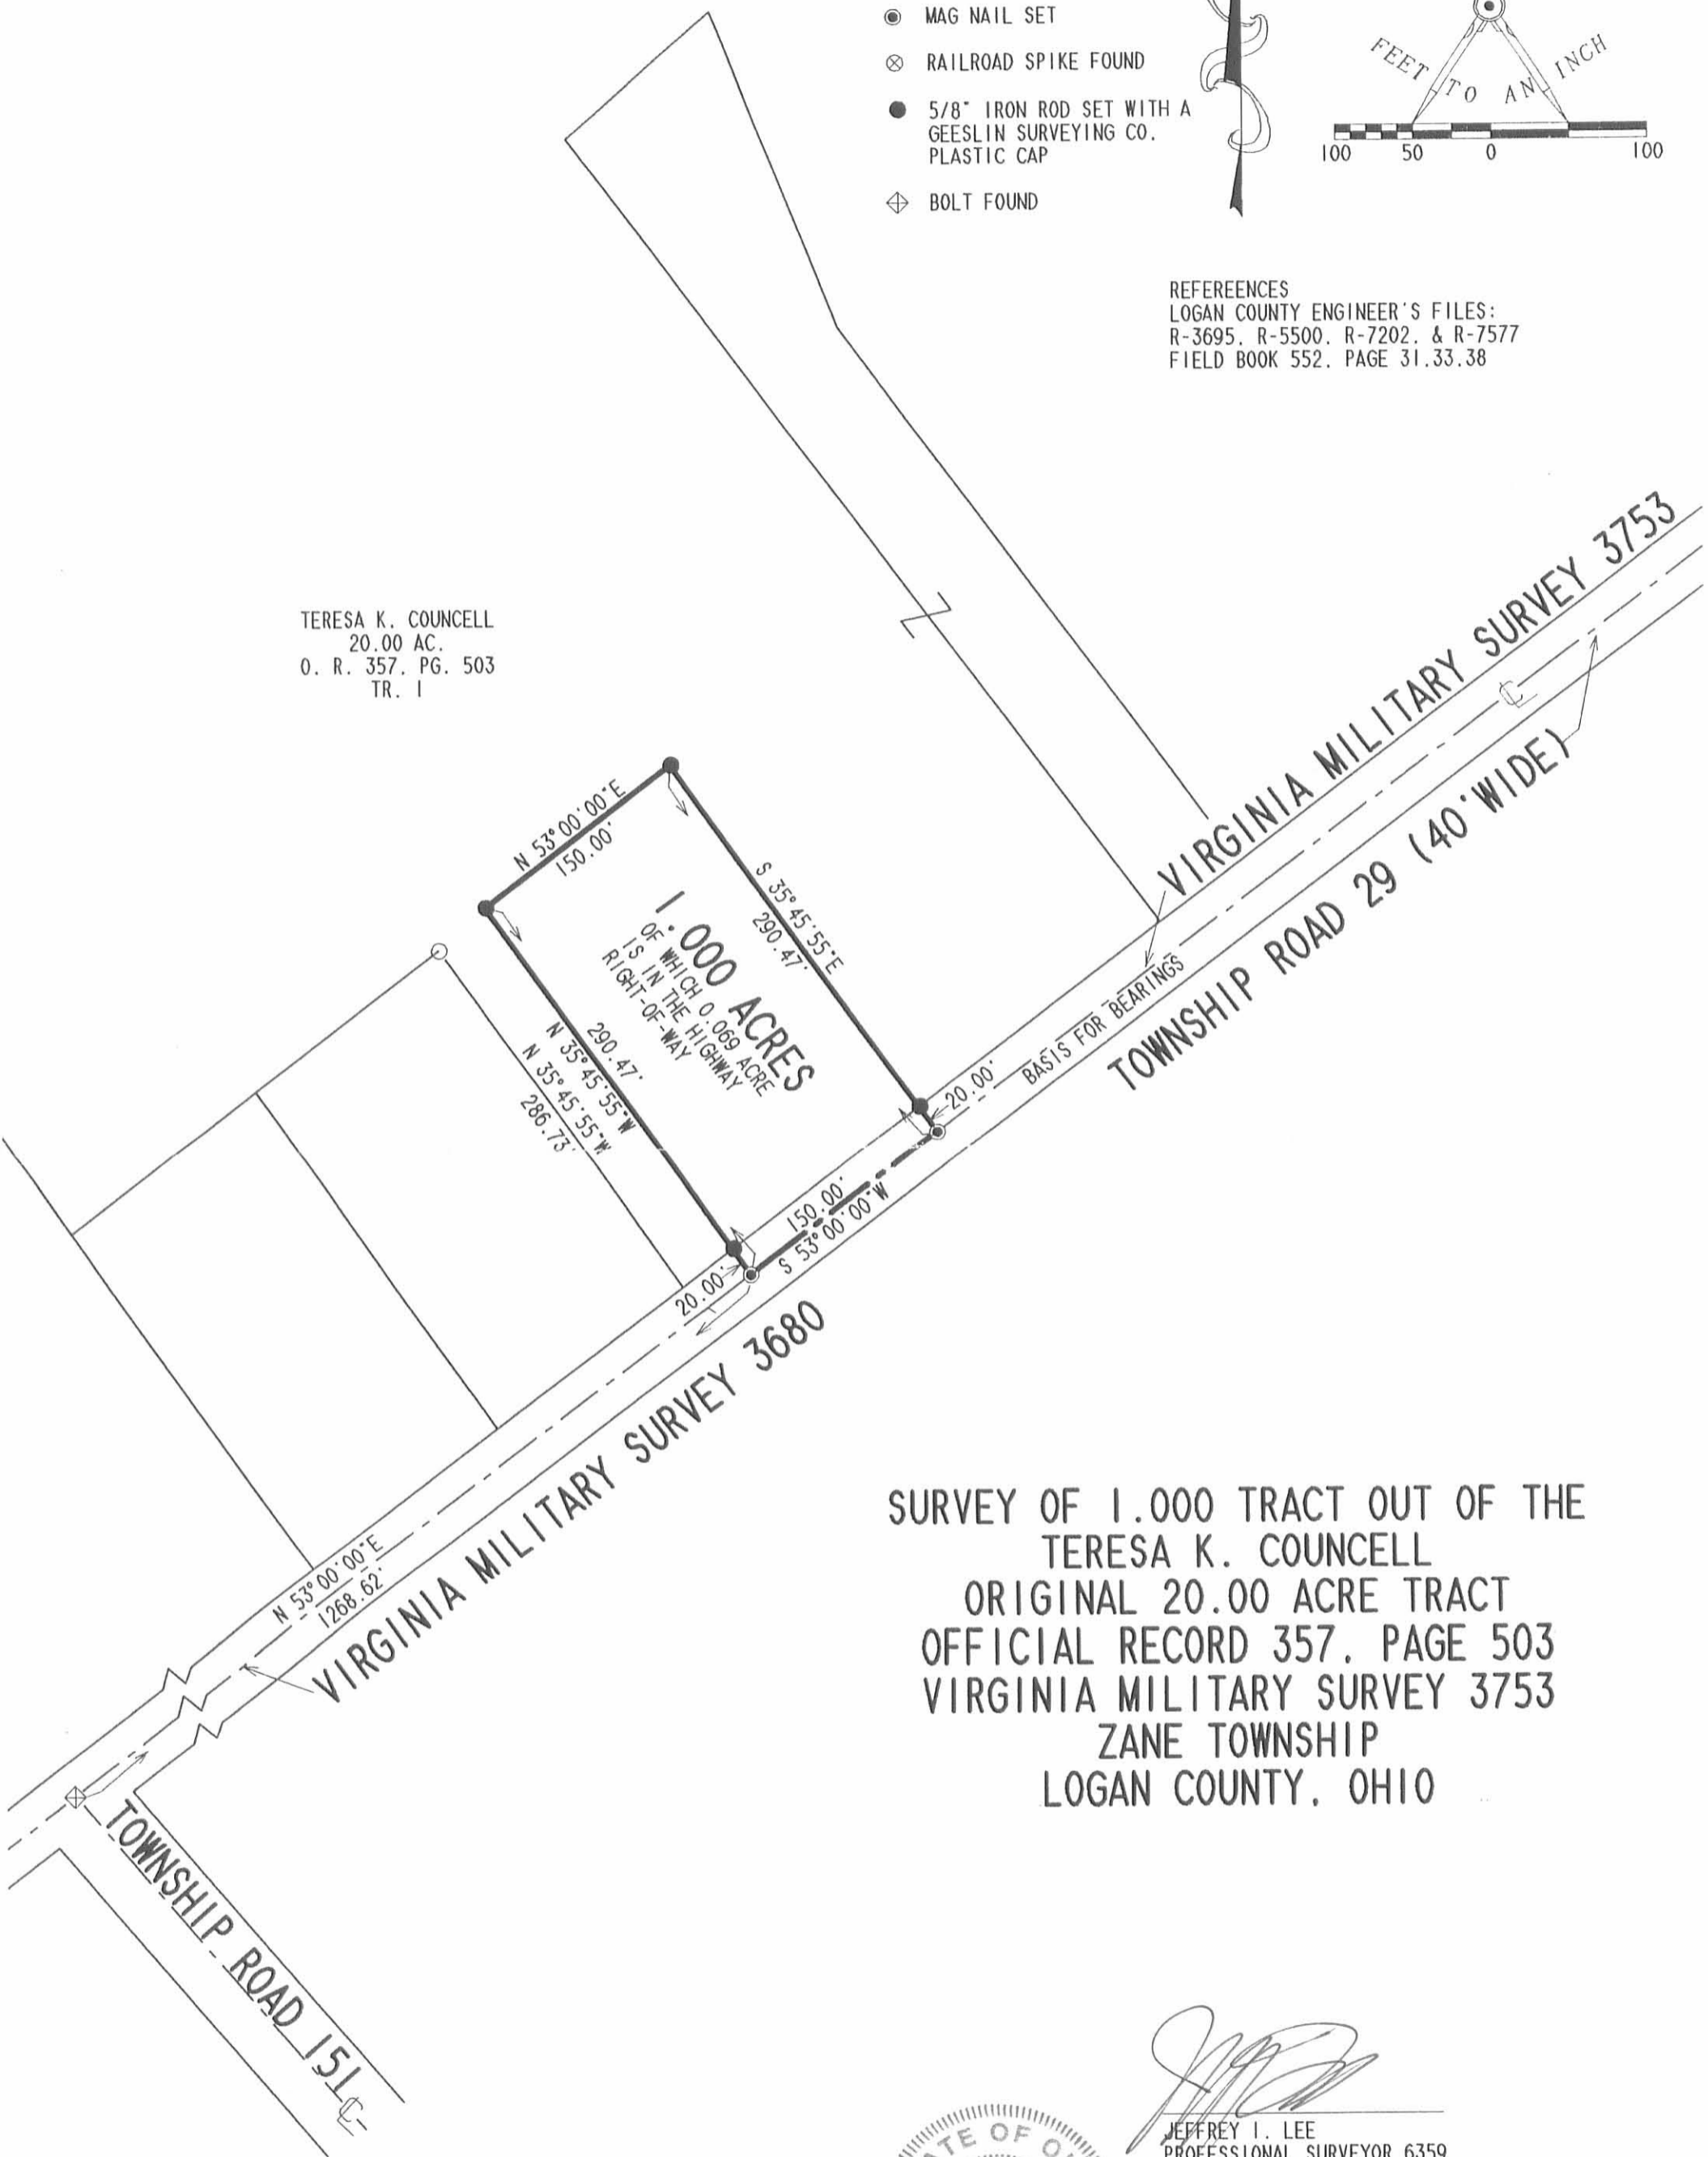 MAG NAIL SET
RAILROAD SPIKE FOUND
5/8" IRON ROD SET WITH A
GEESLIN SURVEYING CO.
PLASTIC CAP
BOLT FOUND
FEET TO AN INCH
100 50 0 100
REFEREENCES
LOGAN COUNTY ENGINEER'S FILES:
R-3695. R-5500. R-7202. & R-7577
FIELD BOOK 552. PAGE 31.33.38
TERESA K. COUNCELL
20.00 AC.
O. R. 357. PG. 503
TR. 1
VIRGINIA MILITARY SURVEY 3753
TOWNSHIP ROAD 29 (40' WIDE)
BASIS FOR BEARINGS
N 53°00'00"E
150.00'
S 35°45'55"E
290.47'
1.000 ACRES
OF WHICH 0.069 ACRE
IS IN THE HIGHWAY
RIGHT-OF-WAY
290.47'
N 35°45'55"W
N 35°45'55"W
286.73'
20.00'
150.00'
S 53°00'00"W
20.00'
VIRGINIA MILITARY SURVEY 3680
N 53°00'00"E
1268.62'
TOWNSHIP ROAD 151
SURVEY OF 1.000 TRACT OUT OF THE
TERESA K. COUNCELL
ORIGINAL 20.00 ACRE TRACT
OFFICIAL RECORD 357. PAGE 503
VIRGINIA MILITARY SURVEY 3753
ZANE TOWNSHIP
LOGAN COUNTY. OHIO
JEFFREY I. LEE
PROFESSIONAL SURVEYOR 6359
OF